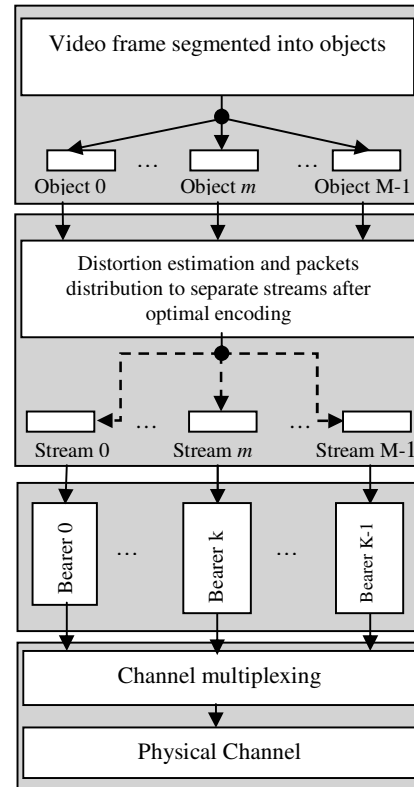 Video frame segmented into objects
… …
Object 0 Object m Object M-1
Distortion estimation and packets
distribution to separate streams after
optimal encoding
… …
Stream 0 Stream m Stream M-1
Bearer 0 … Bearer k … Bearer K-1
Channel multiplexing
Physical Channel